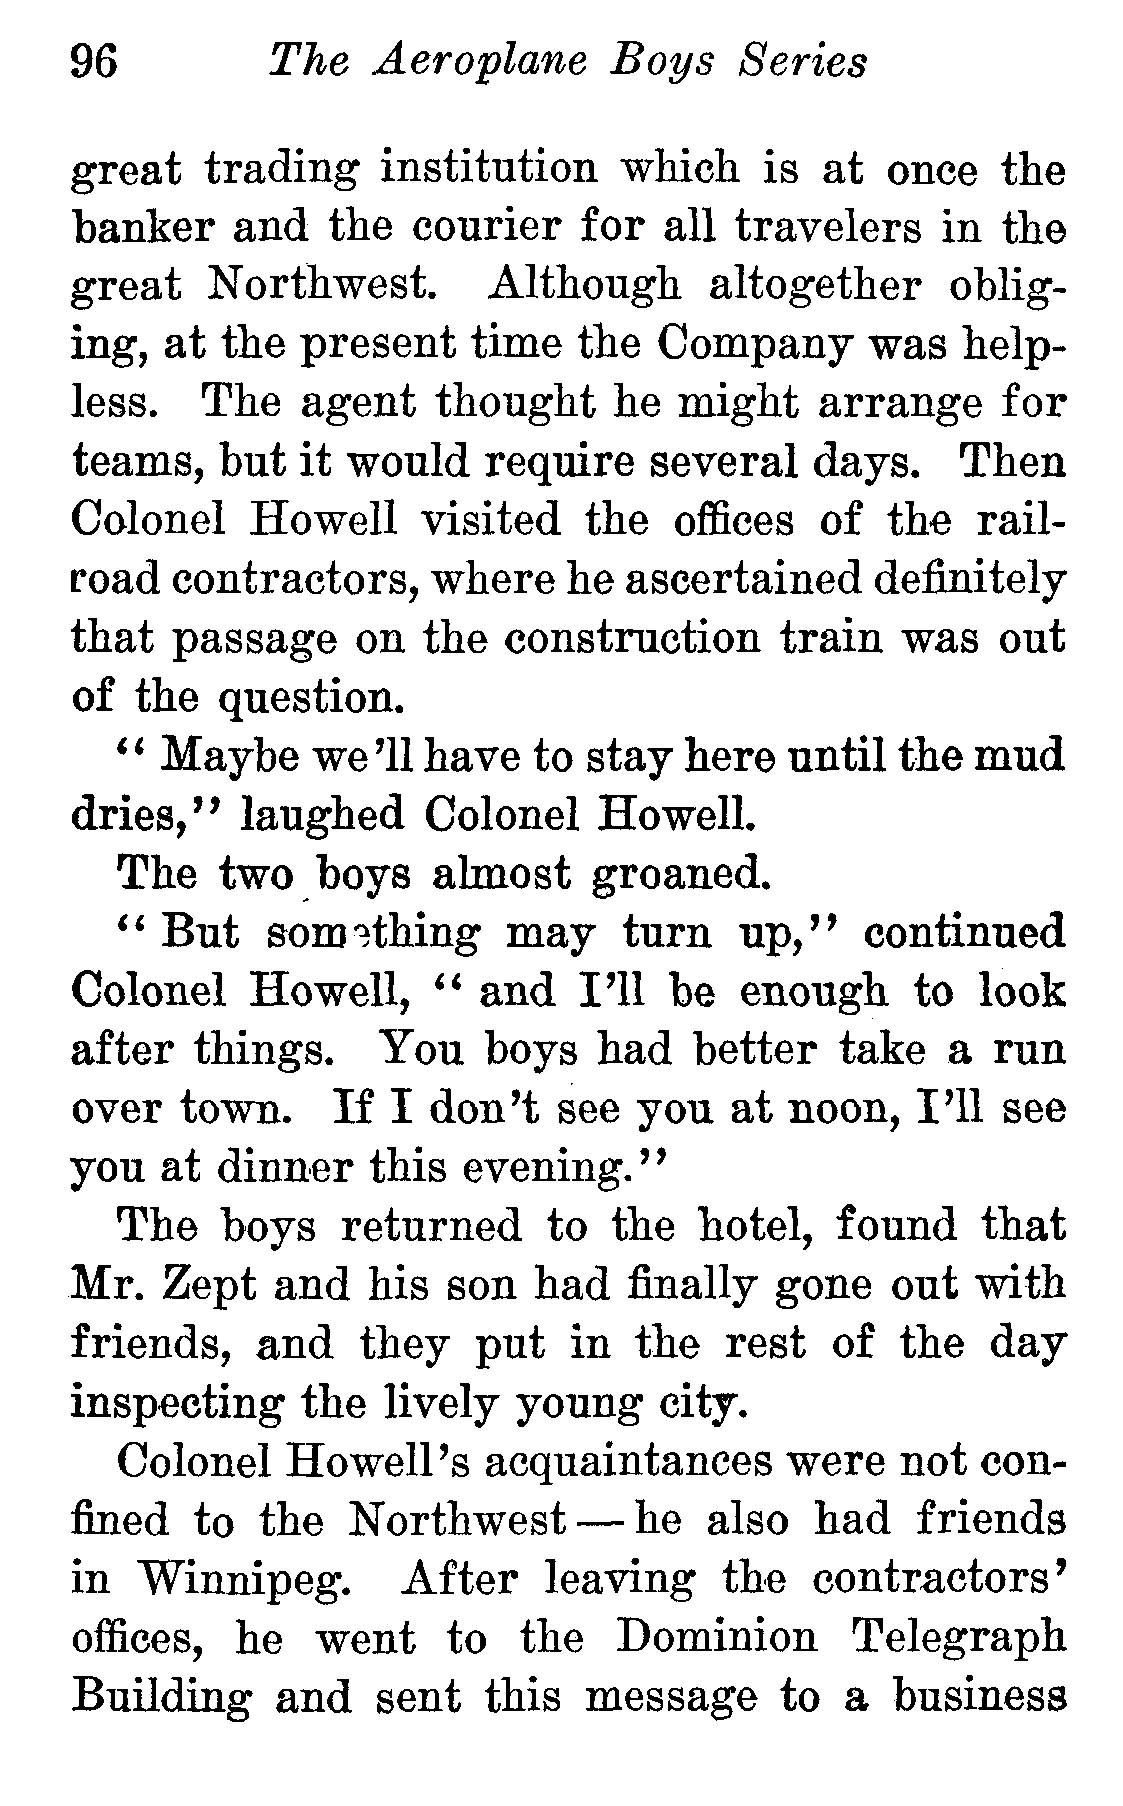 96 The Aeroplane Boys Series
great trading institution which is at once the
banker and the courier for all travelers in the
great Northwest. Although altogether oblig-
ing, at the present time the Company was help-
less. The agent thought he might arrange for
teams, but it would require several days. Then
Colonel Howell visited the offices of the rail-
road contractors, where he ascertained definitely
that passage on the construction train was out
of the question.
“ Maybe we’ll have to stay here until the mud
dries,” laughed Colonel Howell.
The two boys almost groaned.
“ But something may turn up,” continued
Colonel Howell, “ and I’ll be enough to look
after things. You boys had better take a run
over town. If I don’t see you at noon, I’ll see
you at dinner this evening.”
The boys returned to the hotel, found that
Mr. Zept and his son had finally gone out with
friends, and they put in the rest of the day
inspecting the lively young city.
Colonel Howell’s acquaintances were not con-
fined to the Northwest — he also had friends
in Winnipeg. After leaving the contractors’
offices, he went to the Dominion Telegraph
Building and sent this message to a business